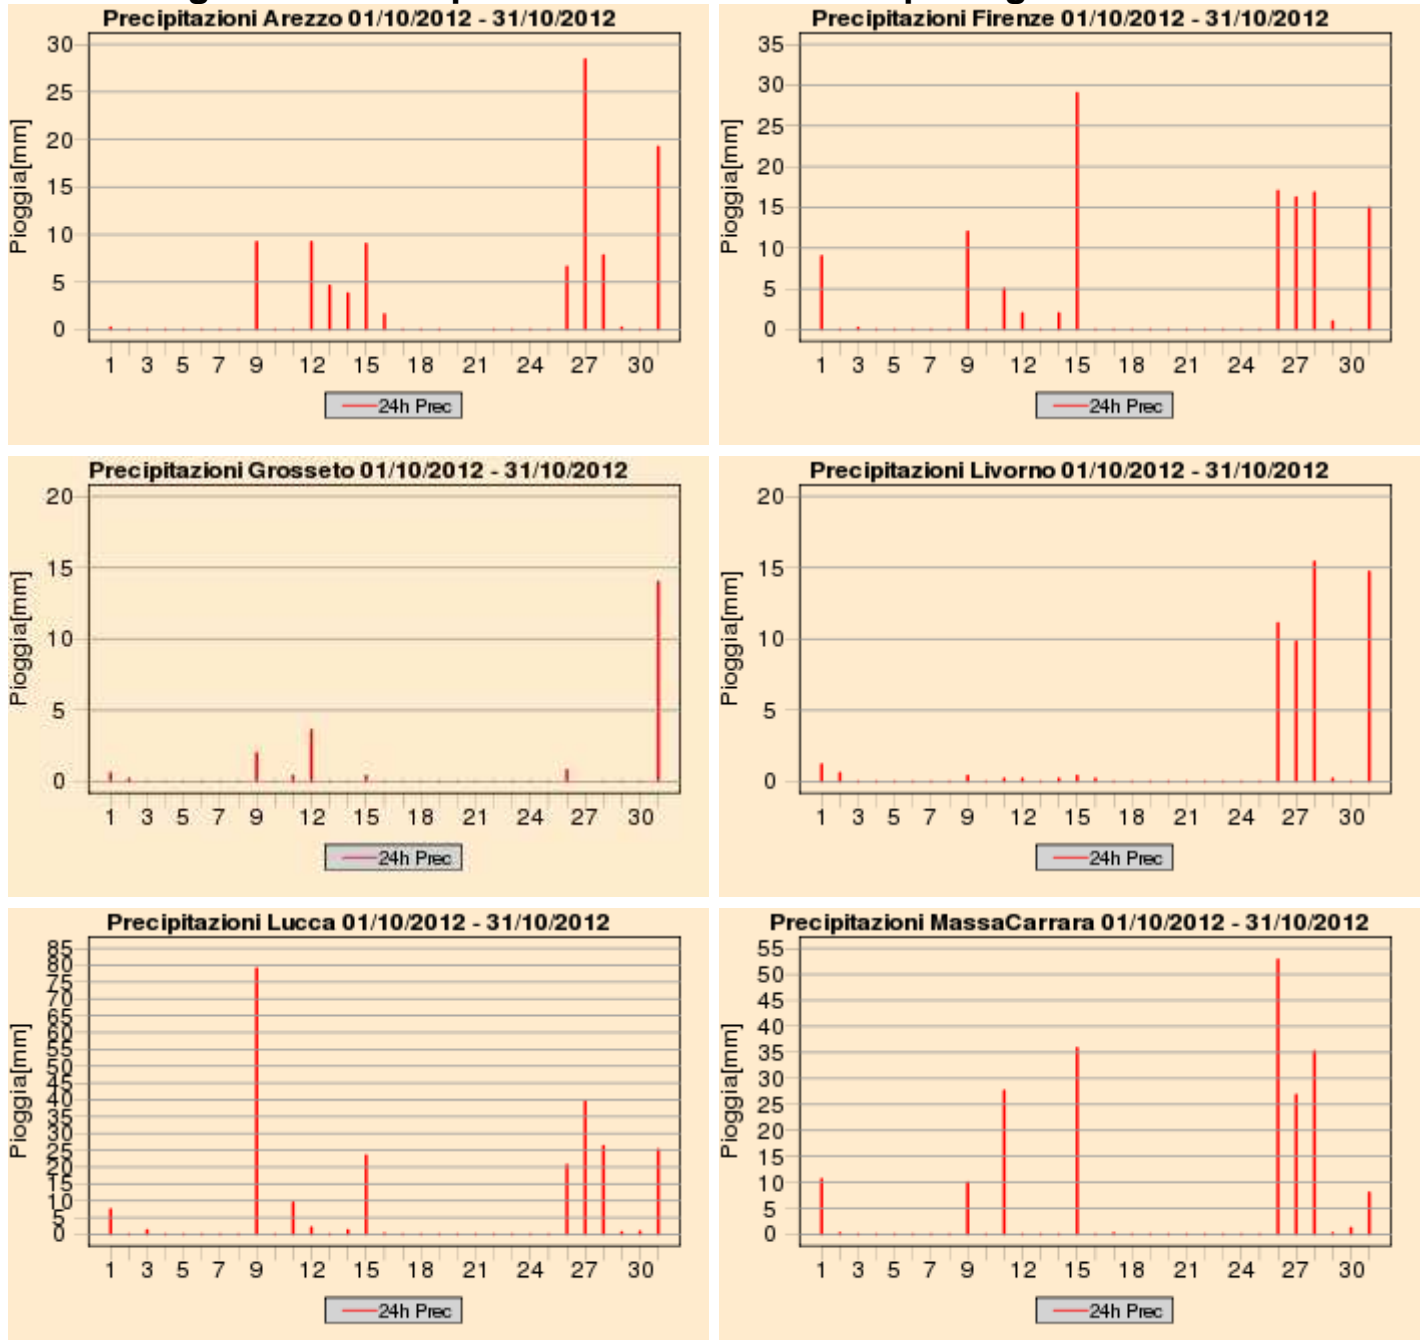 Precipitazioni Arezzo 01/10/2012 - 31/10/2012
Pioggia[mm]
30
25
20
15
10
5
0
1 3 5 7 9 12 15 18 21 24 27 30
24h Prec
Precipitazioni Firenze 01/10/2012 - 31/10/2012
Pioggia[mm]
35
30
25
20
15
10
5
0
1 3 5 7 9 12 15 18 21 24 27 30
24h Prec
Precipitazioni Grosseto 01/10/2012 - 31/10/2012
Pioggia[mm]
20
15
10
5
0
1 3 5 7 9 12 15 18 21 24 27 30
24h Prec
Precipitazioni Livorno 01/10/2012 - 31/10/2012
Pioggia[mm]
20
15
10
5
0
1 3 5 7 9 12 15 18 21 24 27 30
24h Prec
Precipitazioni Lucca 01/10/2012 - 31/10/2012
Pioggia[mm]
85
80
75
70
65
60
55
50
45
40
35
30
25
20
15
10
5
0
1 3 5 7 9 12 15 18 21 24 27 30
24h Prec
Precipitazioni MassaCarrara 01/10/2012 - 31/10/2012
Pioggia[mm]
55
50
45
40
35
30
25
20
15
10
5
0
1 3 5 7 9 12 15 18 21 24 27 30
24h Prec